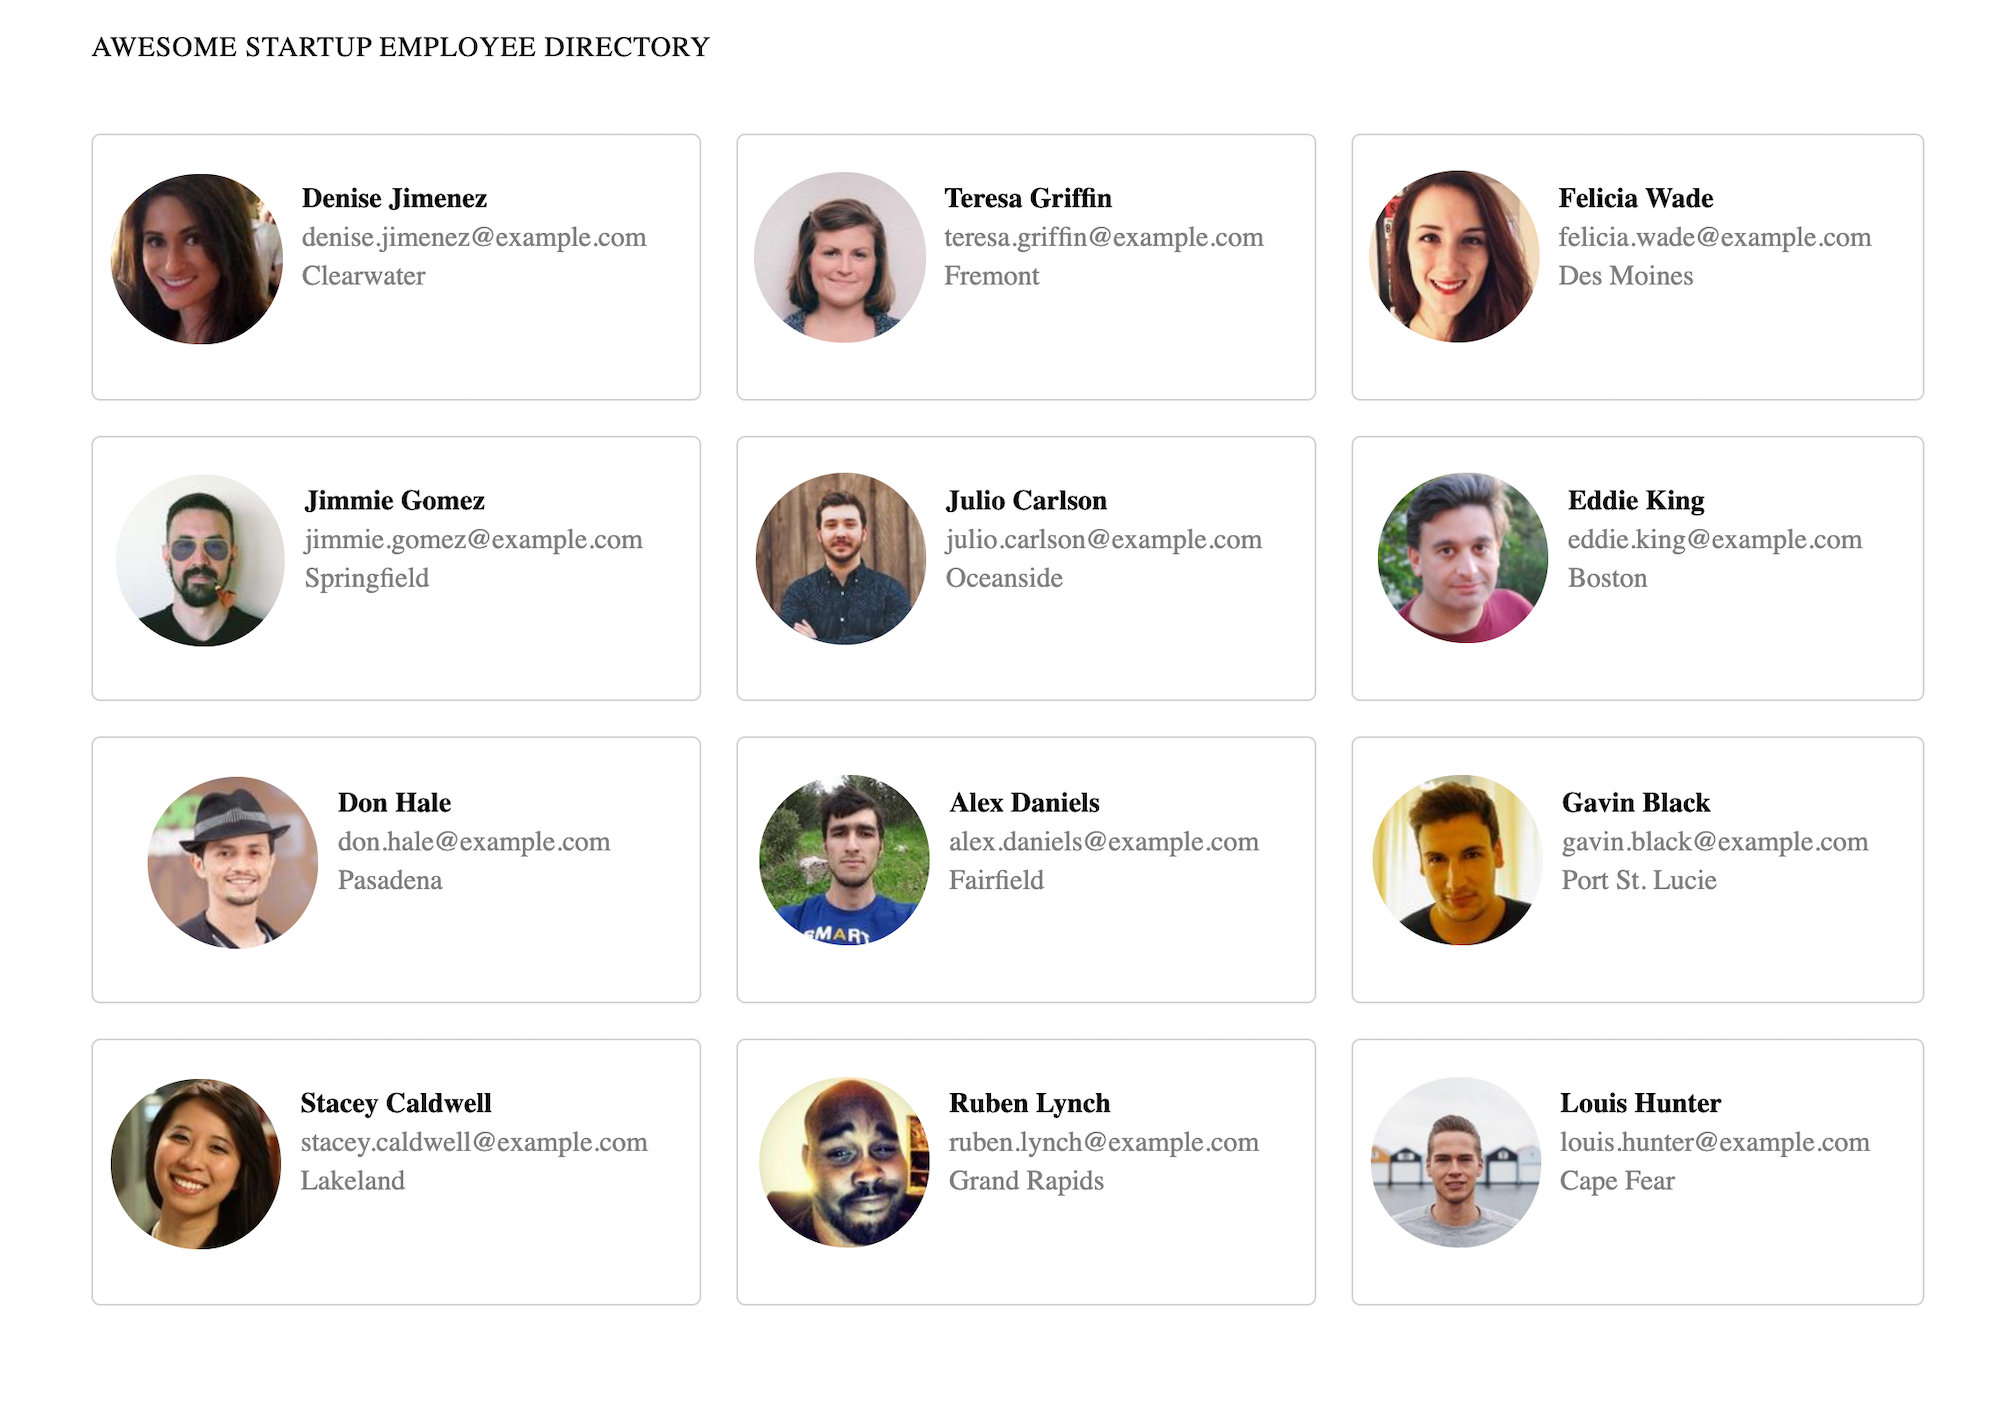 AWESOME STARTUP EMPLOYEE DIRECTORY
Denise Jimenez
denise.jimenez@example.com
Clearwater
Teresa Griffin
teresa.griffin@example.com
Fremont
Felicia Wade
felicia.wade@example.com
Des Moines
Jimmie Gomez
jimmie.gomez@example.com
Springfield
Julio Carlson
julio.carlson@example.com
Oceanside
Eddie King
eddie.king@example.com
Boston
Don Hale
don.hale@example.com
Pasadena
Alex Daniels
alex.daniels@example.com
Fairfield
SMART
Gavin Black
gavin.black@example.com
Port St. Lucie
Stacey Caldwell
stacey.caldwell@example.com
Lakeland
Ruben Lynch
ruben.lynch@example.com
Grand Rapids
Louis Hunter
louis.hunter@example.com
Cape Fear